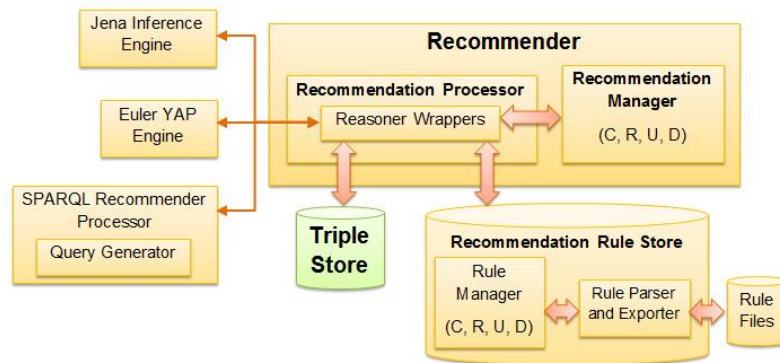 Jena Inference
Engine
Euler YAP
Engine
SPARQL Recommender
Processor
Query Generator
Recommender
Recommendation Processor
Reasoner Wrappers
Recommendation
Manager
(C, R, U, D)
Triple
Store
Recommendation Rule Store
Rule
Manager
(C, R, U, D)
Rule Parser
and Exporter
Rule
Files